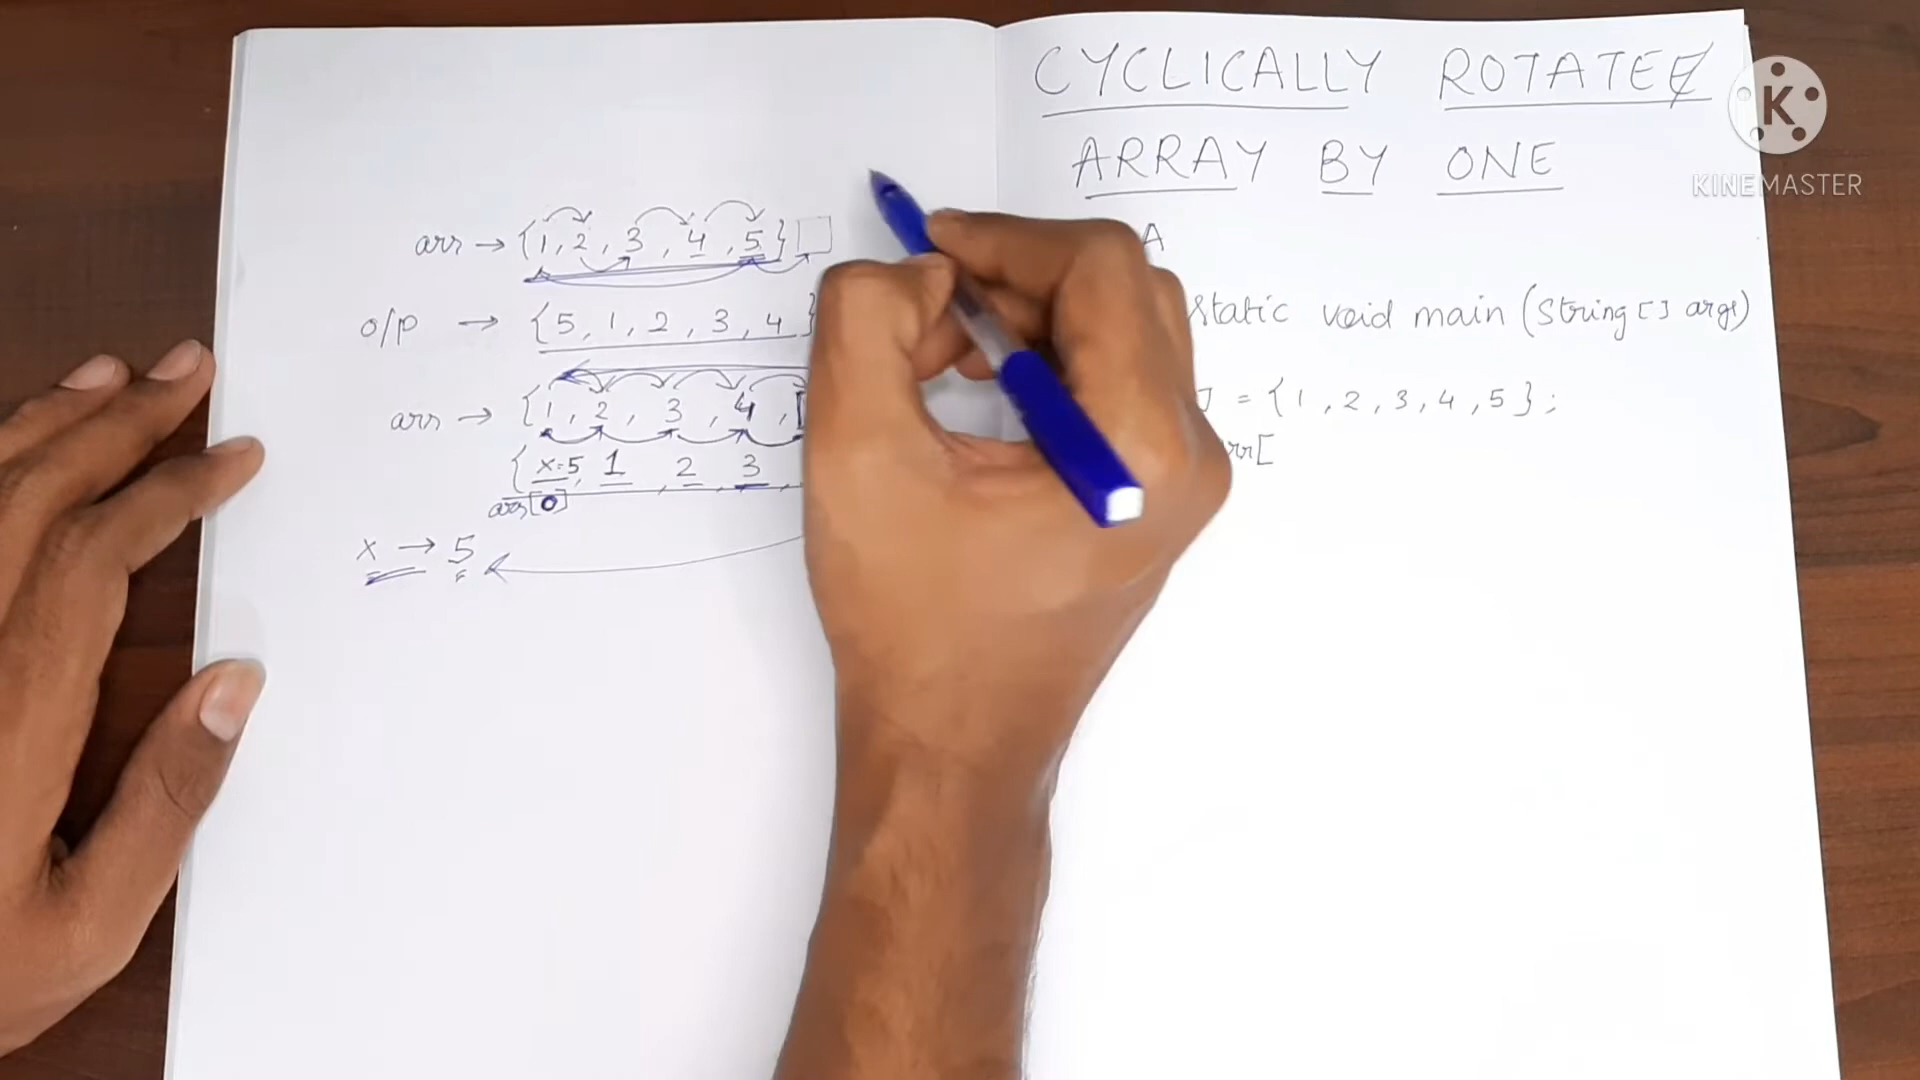 arr → {1, 2, 3, 4, 5}
o/p → {5, 1, 2, 3, 4}
arr → {1, 2, 3, 4,
{x=5, 1, 2, 3,
arr[0]
x → 5
CYCLICALLY ROTATE
ARRAY BY ONE
A
static void main (String [] args)
] = {1, 2, 3, 4, 5};
rr[
K
KINEMASTER